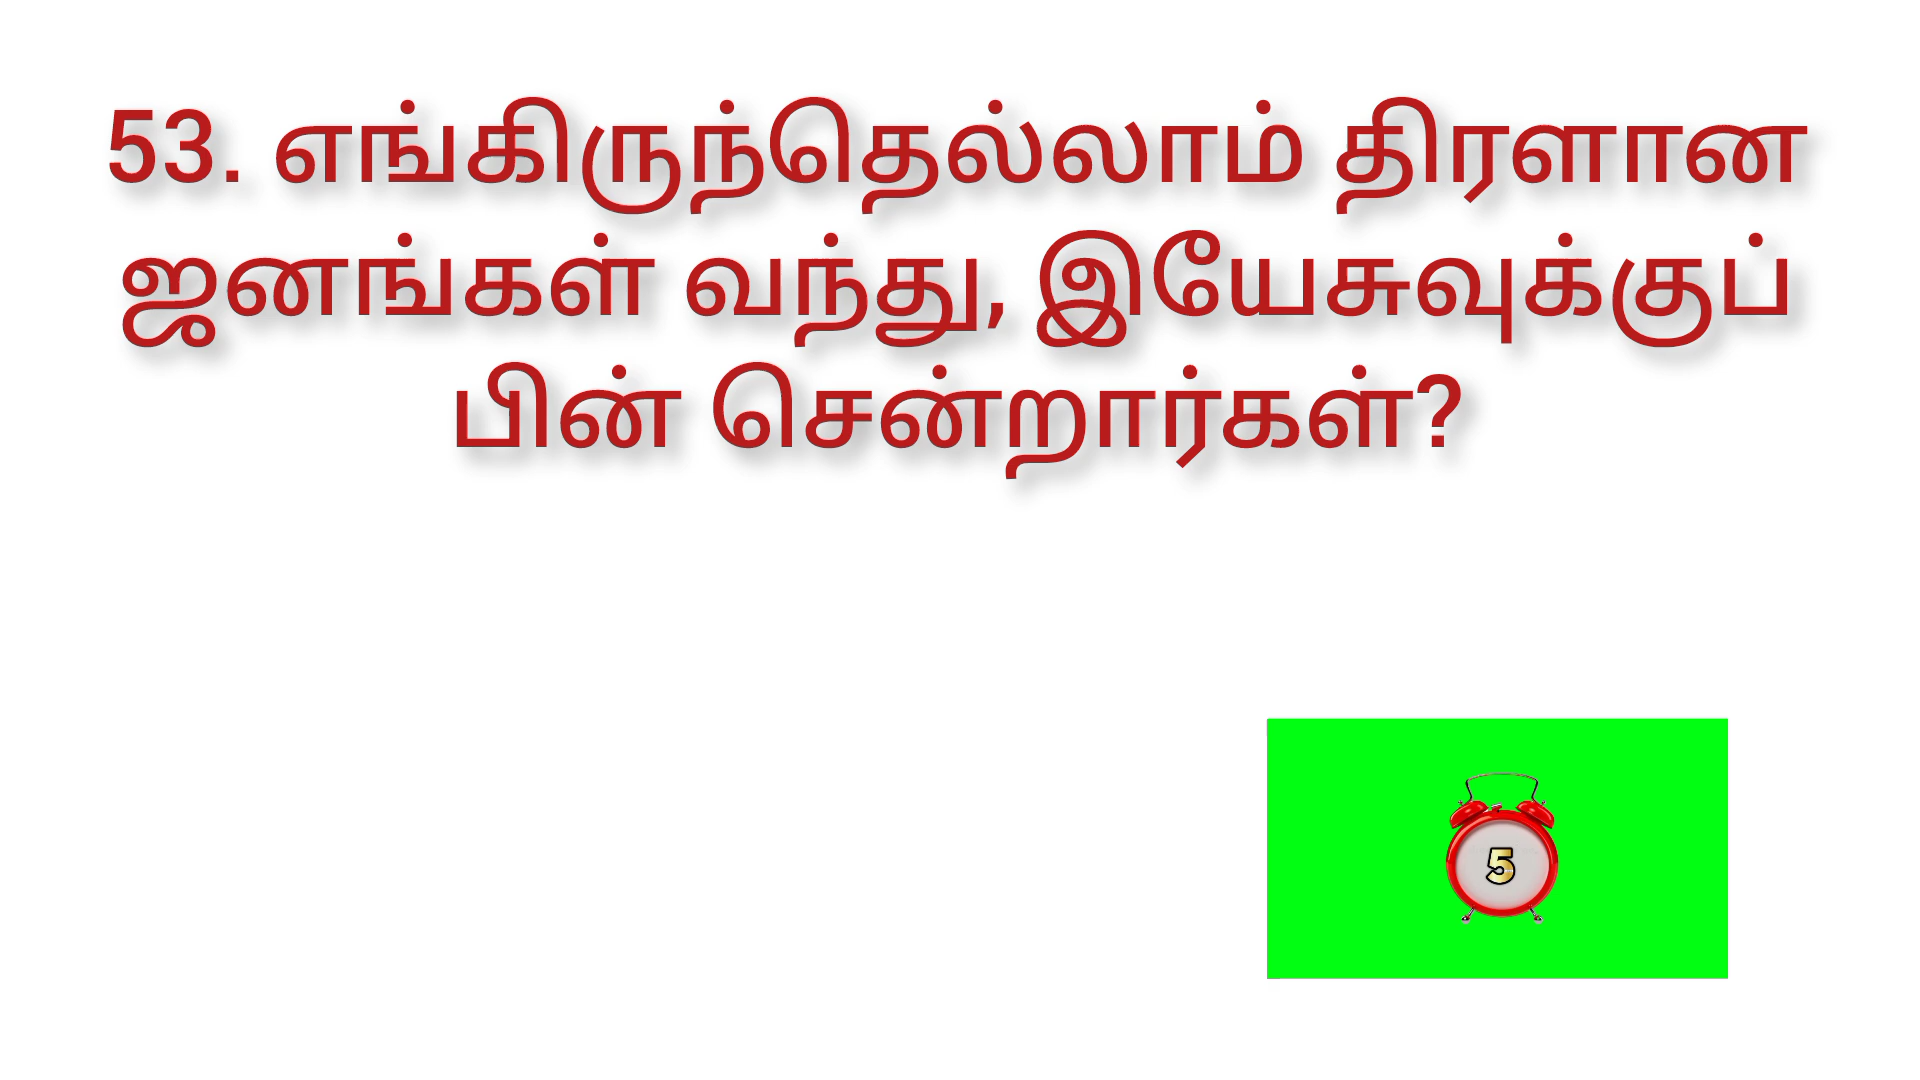 53. எங்கிருந்தெல்லாம் திரளான
ஜனங்கள் வந்து, இயேசுவுக்குப்
பின் சென்றார்கள்?
5